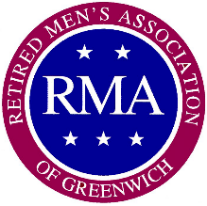 RETIRED MEN'S ASSOCIATION
RMA
OF GREENWICH